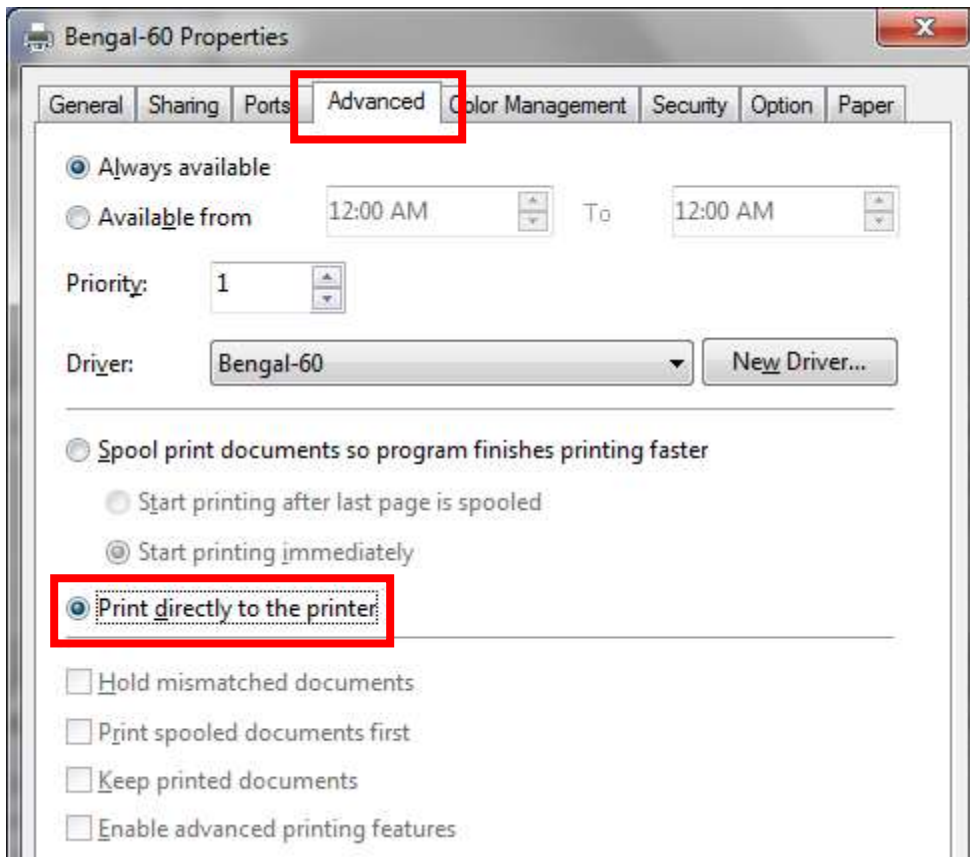 Bengal-60 Properties
General Sharing Ports Advanced Color Management Security Option Paper
Always available
Available from 12:00 AM To 12:00 AM
Priority: 1
Driver: Bengal-60 New Driver...
Spool print documents so program finishes printing faster
Start printing after last page is spooled
Start printing immediately
Print directly to the printer
Hold mismatched documents
Print spooled documents first
Keep printed documents
Enable advanced printing features